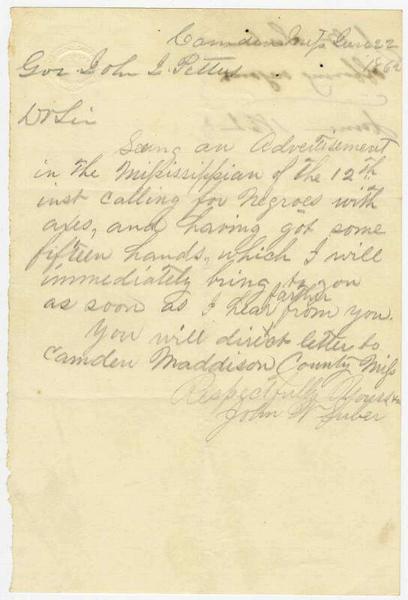 Camden Miss June 22
1862
Gov John J. Pettus
Dr Sir
Seing an Advertisement
in the Mississippian of the 12th
inst calling for Negroes with
axes, and having got some
fifteen hands, which I will
immediately bring to you
as soon as I hear farther from you.
You will direct letter to
Camden Maddison County Miss
Respectfully Yours
John W